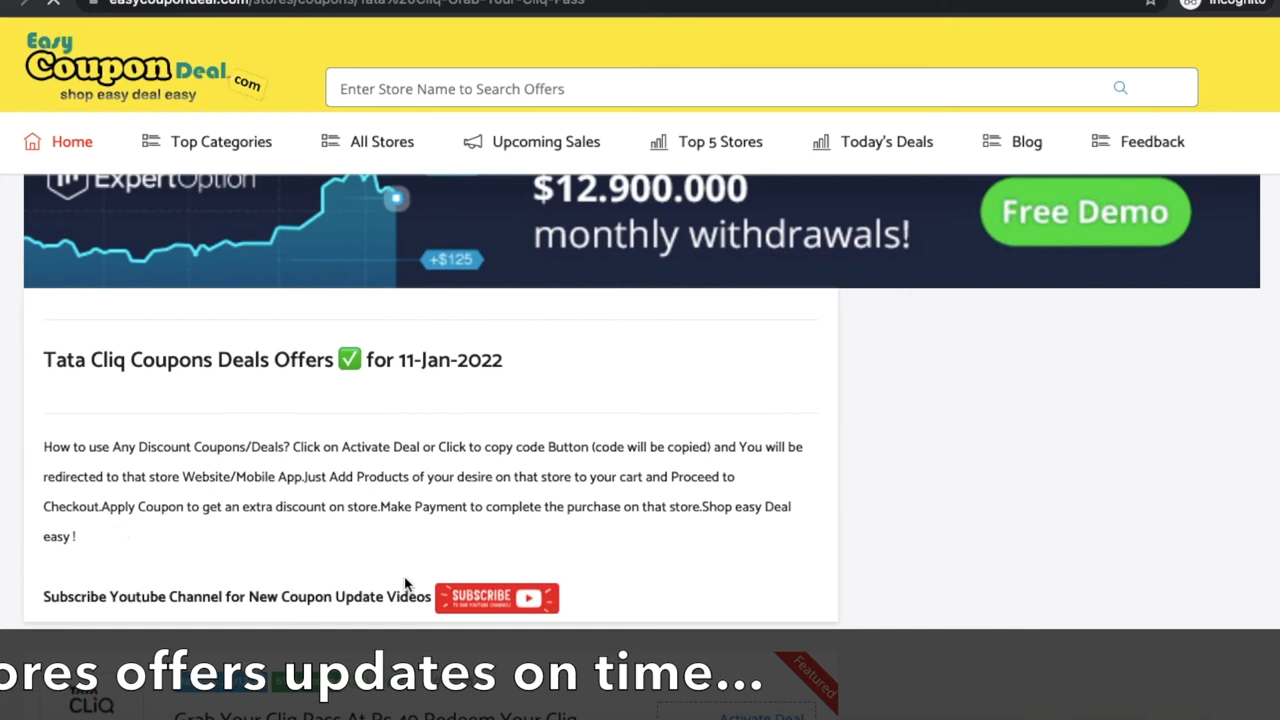 easycoupondeal.com/stores/coupons/Tata%20Cliq-Grab-Your-Cliq-Pass
Incognito
Easy
Coupon Deal .com
shop easy deal easy
Enter Store Name to Search Offers
Home
Top Categories
All Stores
Upcoming Sales
Top 5 Stores
Today's Deals
Blog
Feedback
ExpertOption
$12.900.000
monthly withdrawals!
Free Demo
+$125
Tata Cliq Coupons Deals Offers ✅ for 11-Jan-2022
How to use Any Discount Coupons/Deals? Click on Activate Deal or Click to copy code Button (code will be copied) and You will be
redirected to that store Website/Mobile App.Just Add Products of your desire on that store to your cart and Proceed to
Checkout.Apply Coupon to get an extra discount on store.Make Payment to complete the purchase on that store.Shop easy Deal
easy !
Subscribe Youtube Channel for New Coupon Update Videos
SUBSCRIBE
ores offers updates on time...
Featured
TATA
CLiQ
Grab Your Cliq Pass At Rs 49 Redeem Your Cliq
Activate Deal